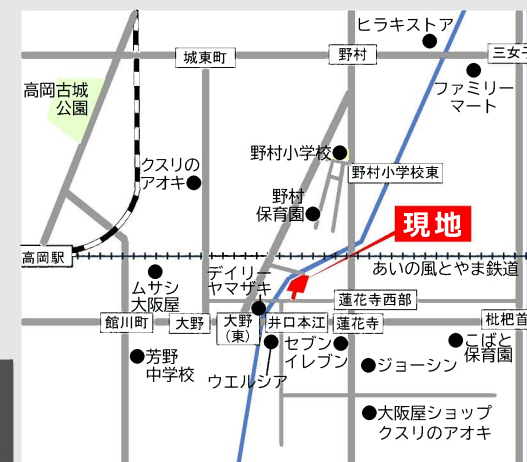 ヒラキストア
城東町
野村
三女子
ファミリー
マート
高岡古城
公園
クスリの
アオキ
野村小学校
野村小学校東
野村
保育園
現地
高岡駅
あいの風とやま鉄道
ムサシ
大阪屋
デイリー
ヤマザキ
蓮花寺西部
館川町
大野
大野
(東)
井口本江
蓮花寺
枇杷首
芳野
中学校
セブン
イレブン
ウエルシア
ジョーシン
こばと
保育園
大阪屋ショップ
クスリのアオキ